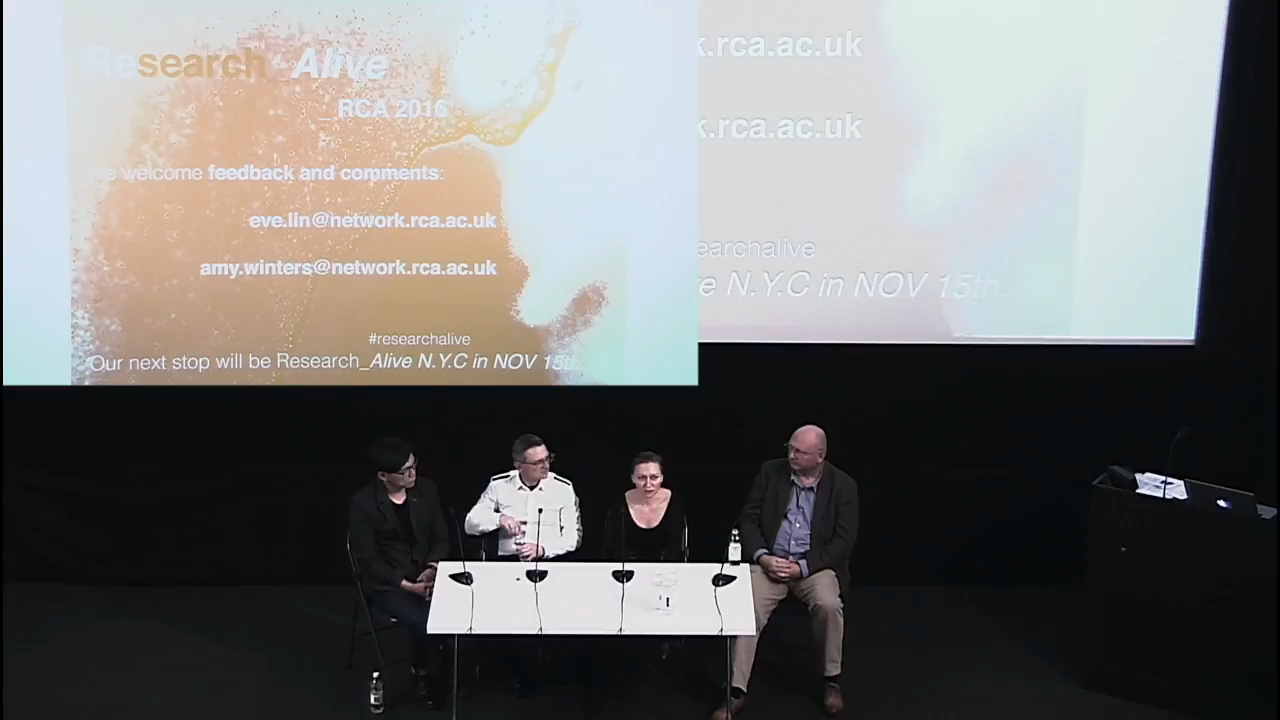 Research_Alive
_ RCA 2016
We welcome feedback and comments:
eve.lin@network.rca.ac.uk
amy.winters@network.rca.ac.uk
#researchalive
Our next stop will be Research_Alive N.Y.C in NOV 15th.
k.rca.ac.uk
k.rca.ac.uk
earchalive
e N.Y.C in NOV 15th.